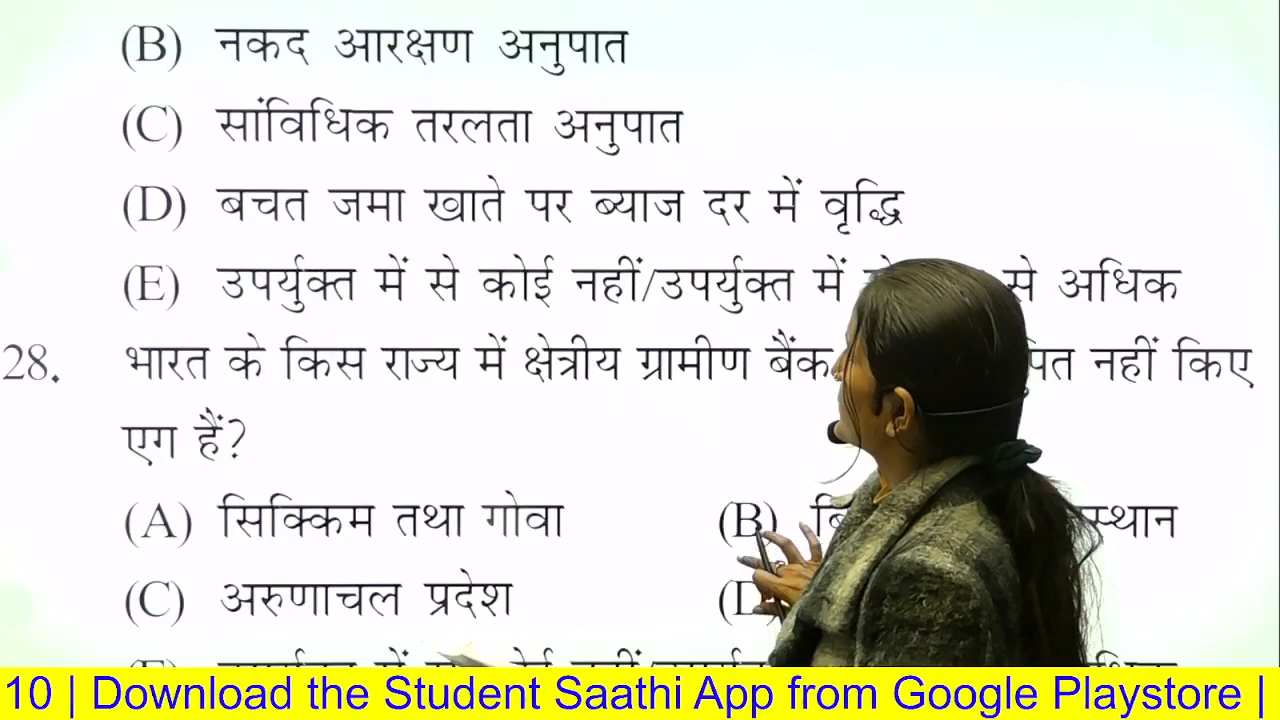 (B) नकद आरक्षण अनुपात
(C) सांविधिक तरलता अनुपात
(D) बचत जमा खाते पर ब्याज दर में वृद्धि
(E) उपर्युक्त में से कोई नहीं/उपर्युक्त में से अधिक
28. भारत के किस राज्य में क्षेत्रीय ग्रामीण बैंक नहीं किए
एग हैं?
(A) सिक्किम तथा गोवा (B)
(C) अरुणाचल प्रदेश
10 | Download the Student Saathi App from Google Playstore |